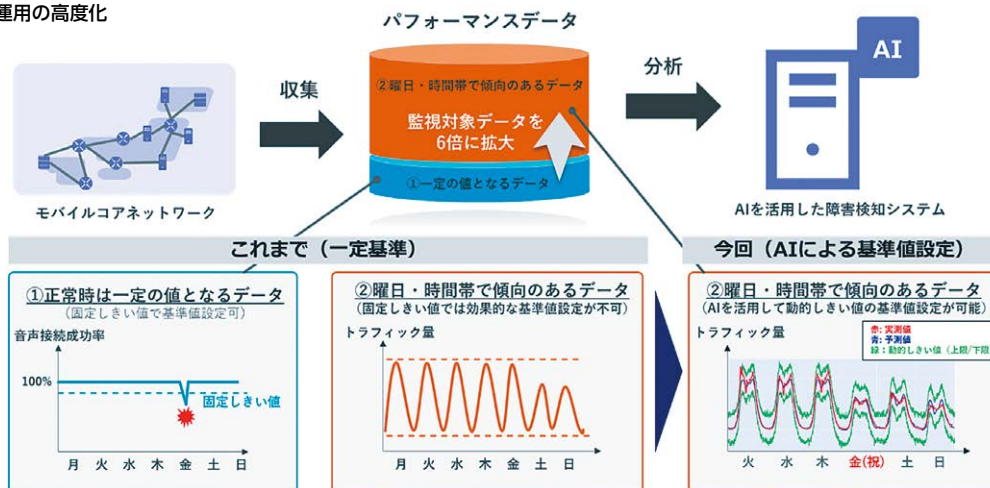 運用の高度化
パフォーマンスデータ
AI
収集
②曜日・時間帯で傾向のあるデータ
監視対象データを
6倍に拡大
①一定の値となるデータ
分析
モバイルコアネットワーク
AIを活用した障害検知システム
これまで（一定基準）
今回（AIによる基準値設定）
①正常時は一定の値となるデータ
（固定しきい値で基準値設定可）
音声接続成功率
100%
固定しきい値
月 火 水 木 金 土 日
②曜日・時間帯で傾向のあるデータ
（固定しきい値では効果的な基準値設定が不可）
トラフィック量
月 火 水 木 金 土 日
②曜日・時間帯で傾向のあるデータ
（AIを活用して動的しきい値の基準値設定が可能）
トラフィック量
赤: 実測値
青: 予測値
緑：動的しきい値（上限/下限
火 水 木 金(祝) 土 日